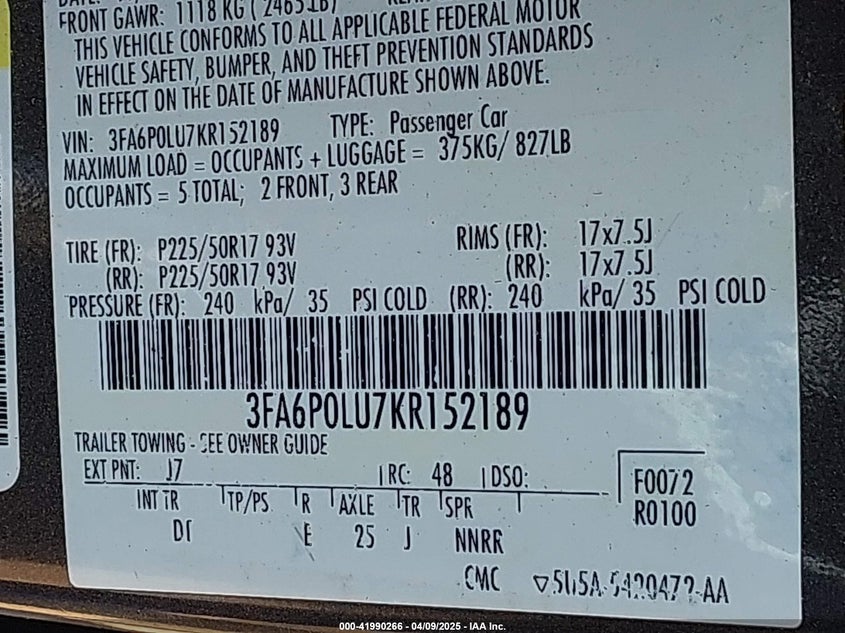 FRONT GAWR: 1118 KG ( 2465 LB)
THIS VEHICLE CONFORMS TO ALL APPLICABLE FEDERAL MOTOR
VEHICLE SAFETY, BUMPER, AND THEFT PREVENTION STANDARDS
IN EFFECT ON THE DATE OF MANUFACTURE SHOWN ABOVE.
VIN: 3FA6P0LU7KR152189 TYPE: Passenger Car
MAXIMUM LOAD = OCCUPANTS + LUGGAGE = 375KG/ 827LB
OCCUPANTS = 5 TOTAL; 2 FRONT, 3 REAR
TIRE (FR): P225/50R17 93V RIMS (FR): 17x7.5J
(RR): P225/50R17 93V (RR): 17x7.5J
PRESSURE (FR): 240 kPa/ 35 PSI COLD (RR): 240 kPa/ 35 PSI COLD
3FA6P0LU7KR152189
TRAILER TOWING - SEE OWNER GUIDE
EXT PNT: J7 RC: 48 DSO: F0072
INT TR TP/PS R AXLE TR SPR R0100
E 25 J NNRR
CMC
000-41990266 - 04/09/2025 - IAA Inc.